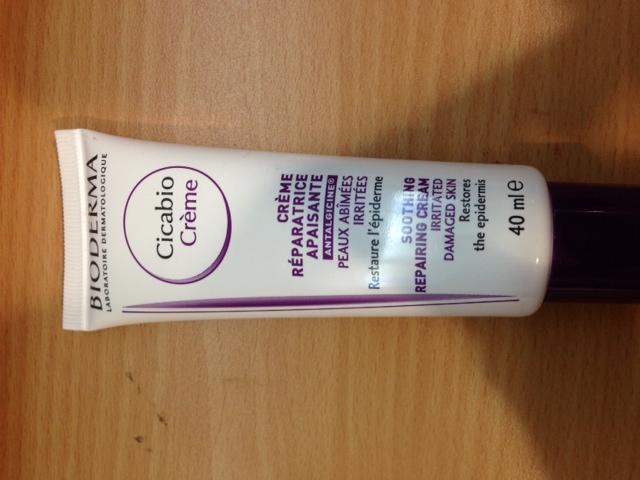 BIODERMA
LABORATOIRE DERMATOLOGIQUE
Cicabio
Crème
CRÈME
RÉPARATRICE
APAISANTE
ANTALGICINE®
PEAUX ABÎMÉES
IRRITÉES
Restaure l'épiderme
SOOTHING
REPAIRING CREAM
IRRITATED
DAMAGED SKIN
Restores
the epidermis
40 ml ℮